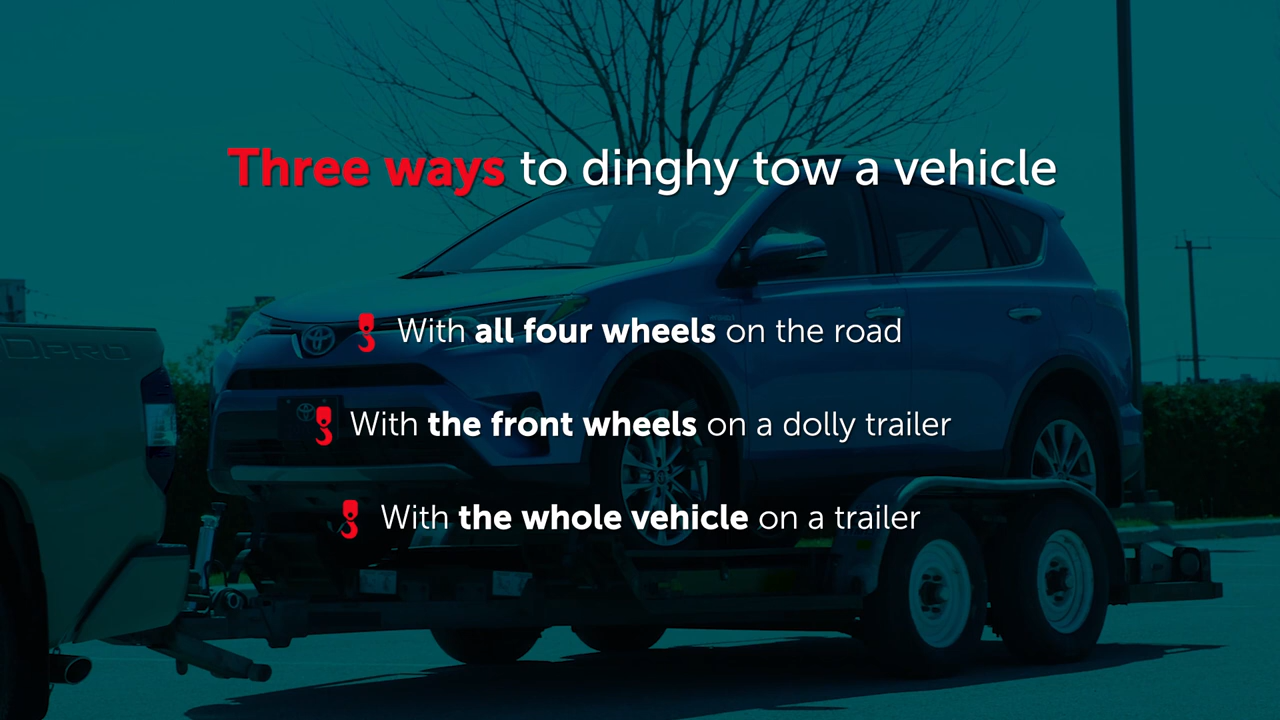 Three ways to dinghy tow a vehicle
With all four wheels on the road
With the front wheels on a dolly trailer
With the whole vehicle on a trailer